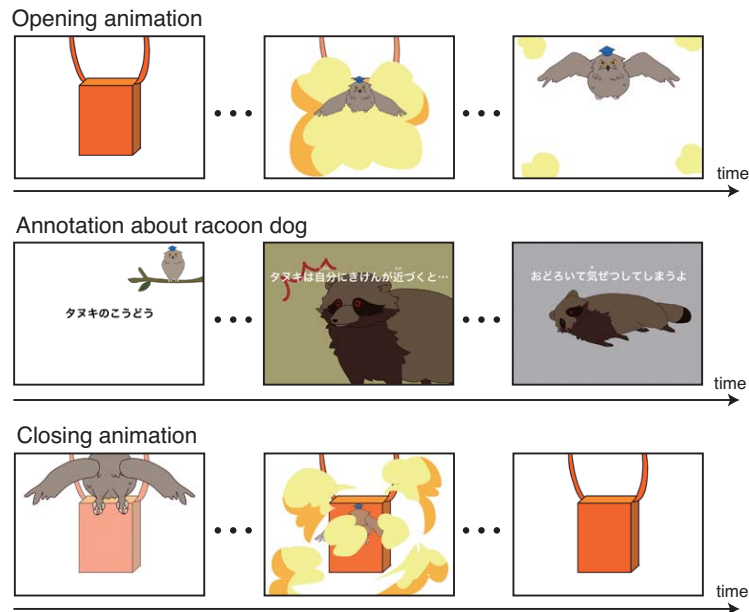 Opening animation
time
Annotation about racoon dog
タヌキのこうどう
タヌキは自分にきけんが近づくと…
おどろいて気ぜつしてしまうよ
time
Closing animation
time